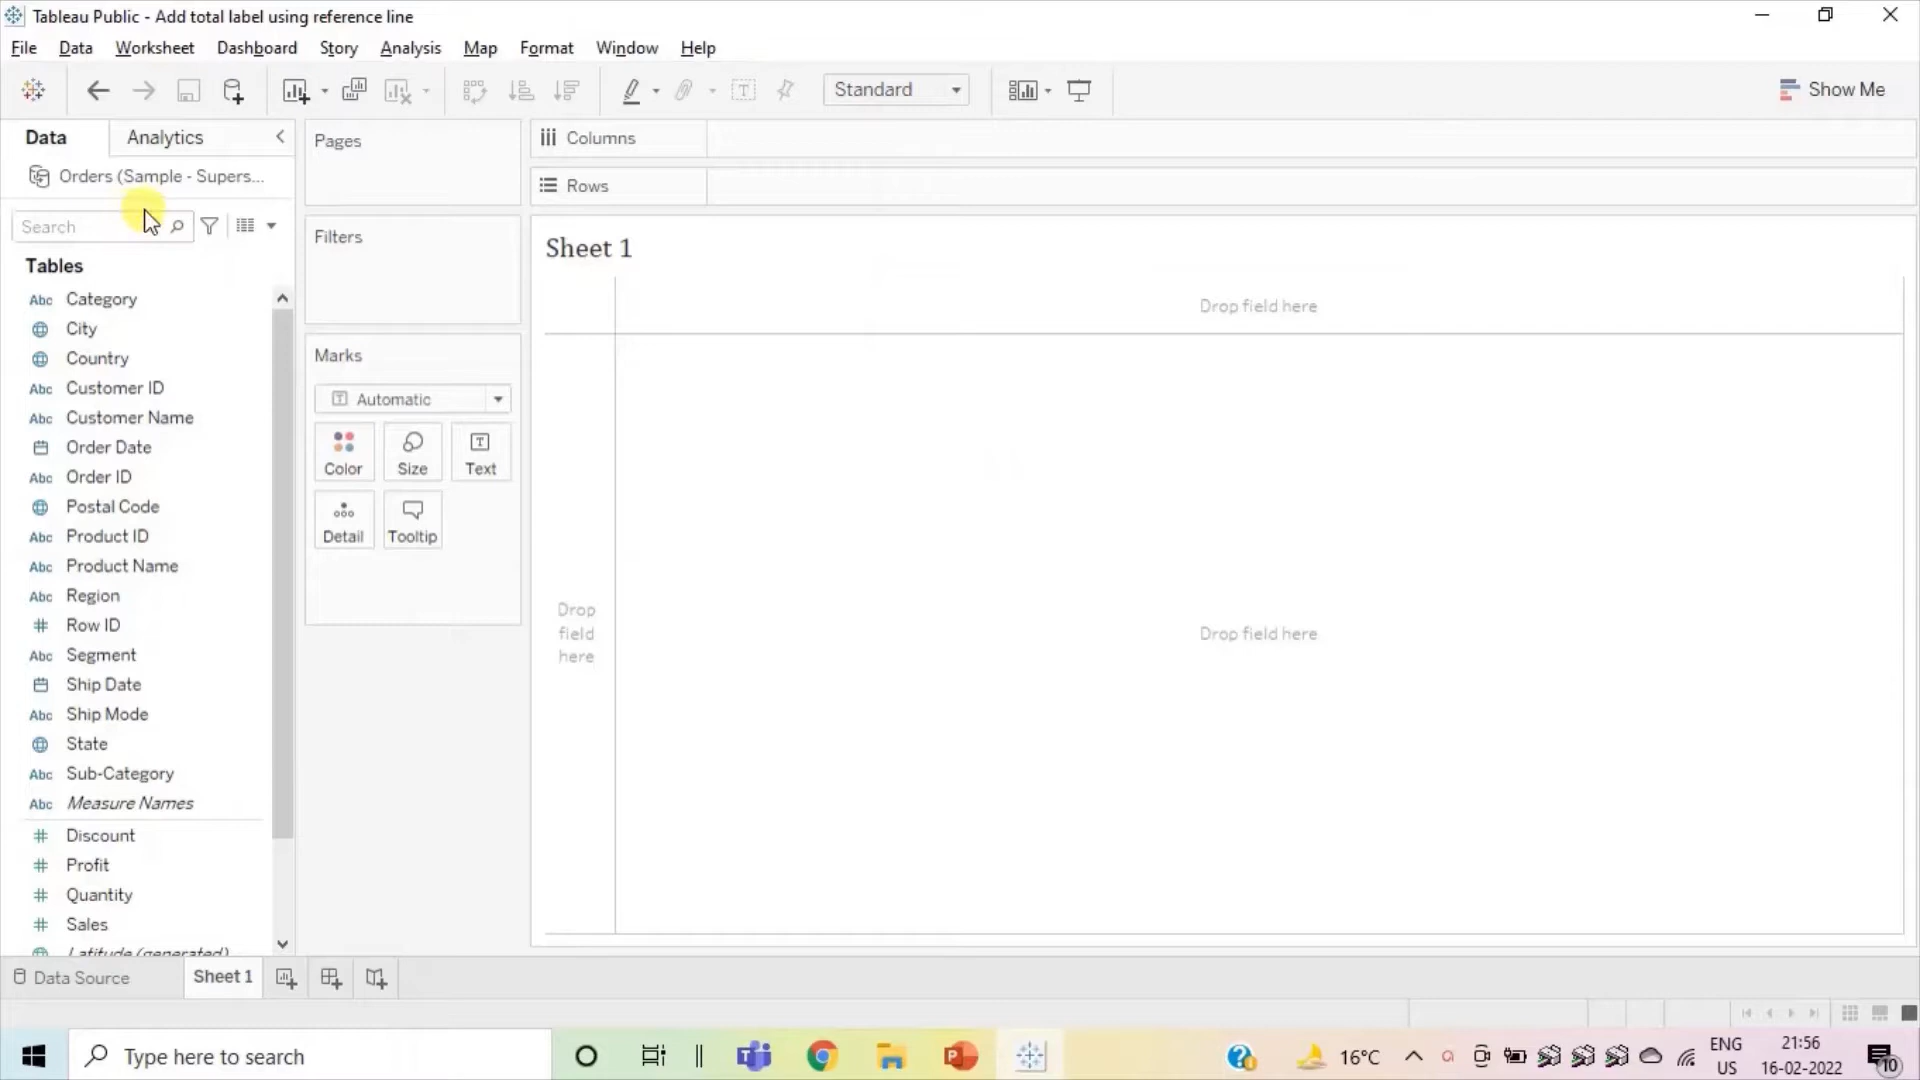 Tableau Public - Add total label using reference line
File Data Worksheet Dashboard Story Analysis Map Format Window Help
Standard
Show Me
Data Analytics
Orders (Sample - Supers...
Search
Tables
Abc Category
City
Country
Abc Customer ID
Abc Customer Name
Order Date
Abc Order ID
Postal Code
Abc Product ID
Abc Product Name
Abc Region
# Row ID
Abc Segment
Ship Date
Abc Ship Mode
State
Abc Sub-Category
Abc Measure Names
# Discount
# Profit
# Quantity
# Sales
Latitude (generated)
Pages
Filters
Marks
Automatic
Color Size Text
Detail Tooltip
Columns
Rows
Sheet 1
Drop field here
Drop
field
here
Drop field here
Data Source Sheet 1
Type here to search
16°C
ENG
US
21:56
16-02-2022
10